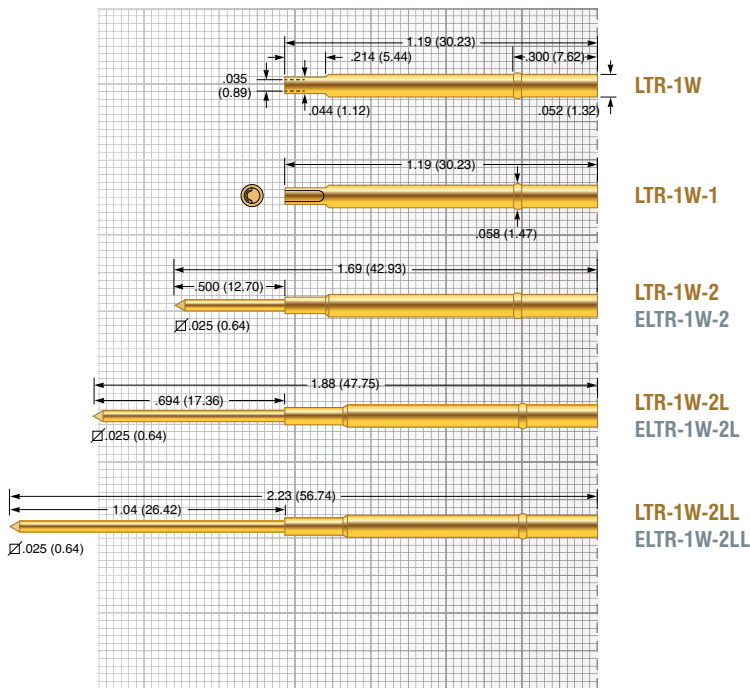 1.19 (30.23)
.214 (5.44)
.300 (7.62)
.035
(0.89)
.044 (1.12)
.052 (1.32)
LTR-1W
1.19 (30.23)
.058 (1.47)
LTR-1W-1
1.69 (42.93)
.500 (12.70)
.025 (0.64)
LTR-1W-2
ELTR-1W-2
1.88 (47.75)
.694 (17.36)
.025 (0.64)
LTR-1W-2L
ELTR-1W-2L
2.23 (56.74)
1.04 (26.42)
.025 (0.64)
LTR-1W-2LL
ELTR-1W-2LL